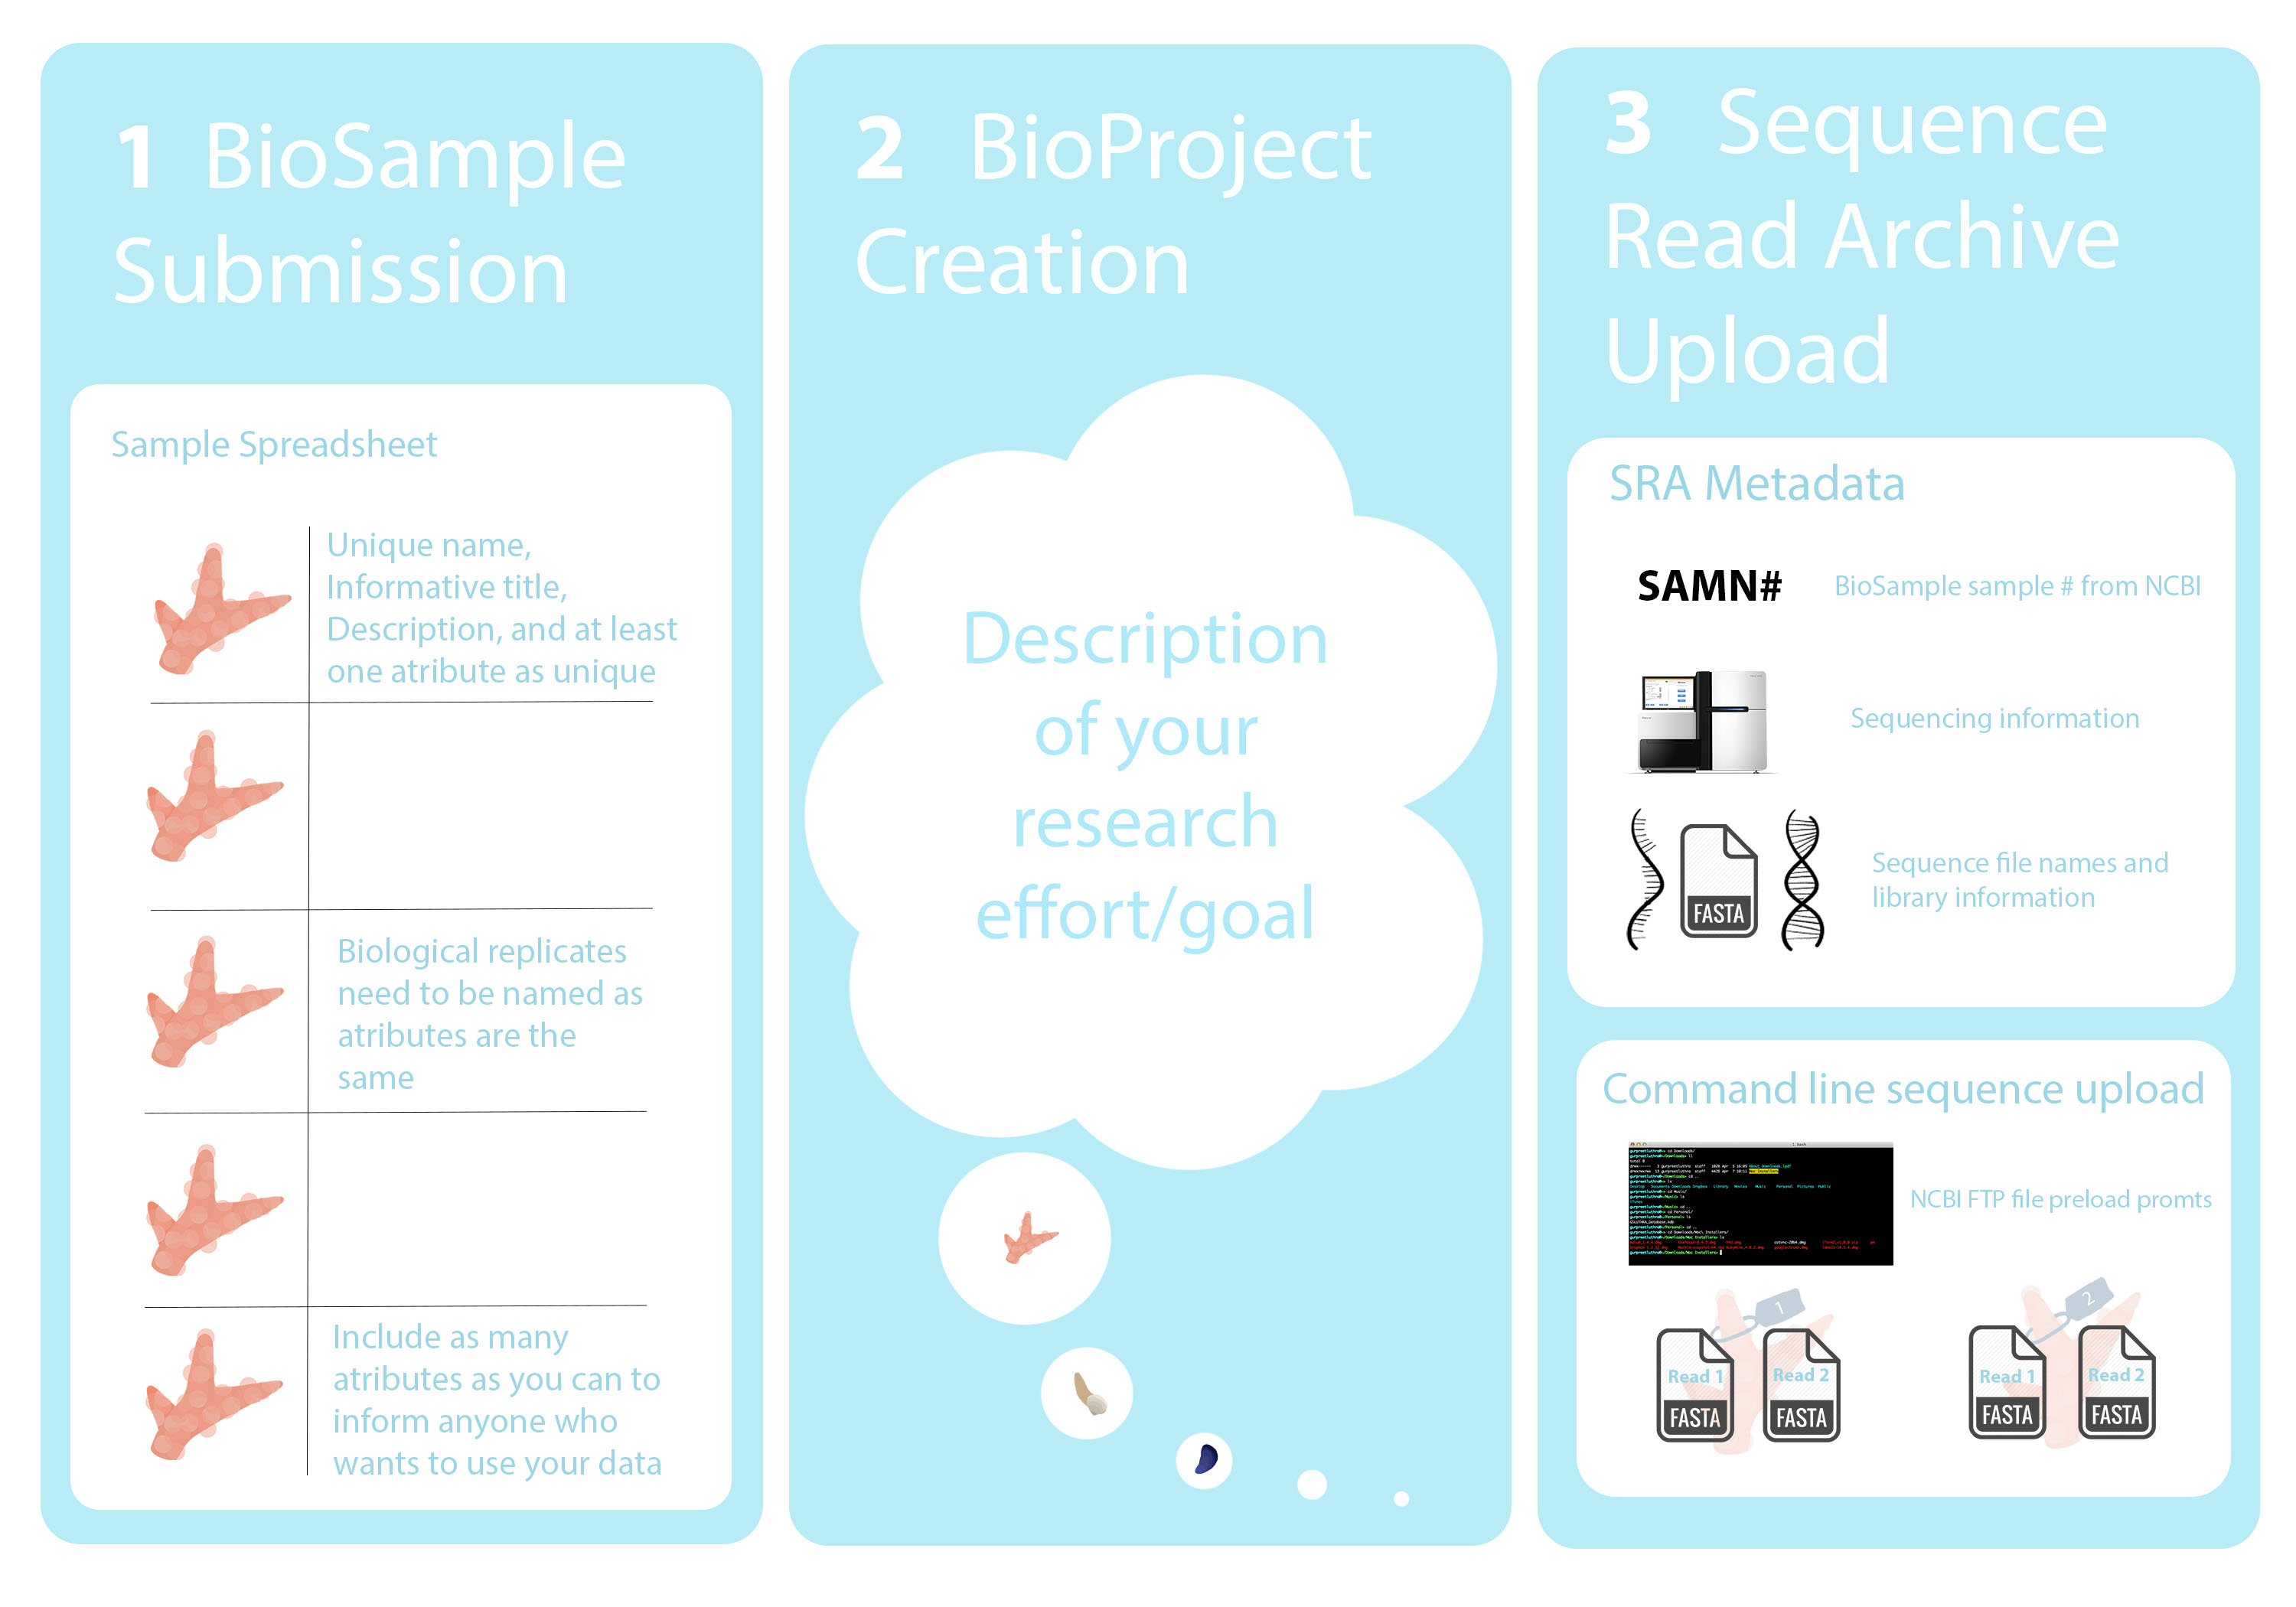 1 BioSample
Submission
Sample Spreadsheet
Unique name,
Informative title,
Description, and at least
one atribute as unique
Biological replicates
need to be named as
atributes are the
same
Include as many
atributes as you can to
inform anyone who
wants to use your data
2 BioProject
Creation
Description
of your
research
effort/goal
3 Sequence
Read Archive
Upload
SRA Metadata
SAMN#
BioSample sample # from NCBI
Sequencing information
FASTA
Sequence file names and
library information
Command line sequence upload
NCBI FTP file preload promts
1
Read 1
FASTA
Read 2
FASTA
2
Read 1
FASTA
Read 2
FASTA